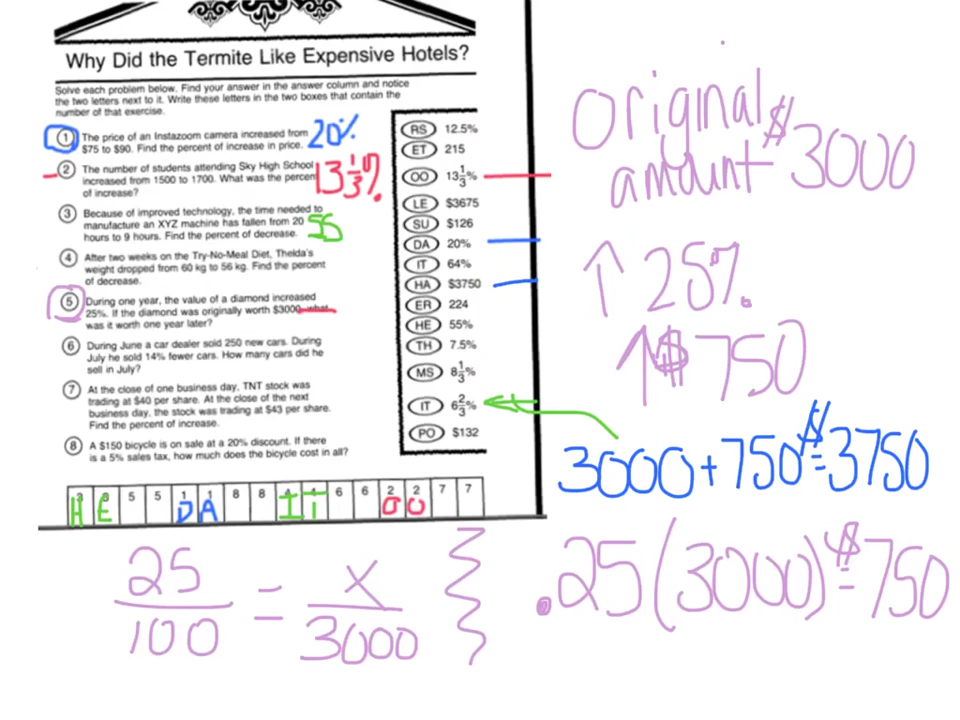 Why Did the Termite Like Expensive Hotels?
Solve each problem below. Find your answer in the answer column and notice
the two letters next to it. Write these letters in the two boxes that contain the
number of that exercise.
1 The price of an Instazoom camera increased from
$75 to $90. Find the percent of increase in price.
20%
2 The number of students attending Sky High School
increased from 1500 to 1700. What was the percent
of increase?
13 1/3 %
3 Because of improved technology, the time needed to
manufacture an XYZ machine has fallen from 20
hours to 9 hours. Find the percent of decrease.
55
4 After two weeks on the Try-No-Meal Diet, Thelda's
weight dropped from 60 kg to 56 kg. Find the percent
of decrease.
5 During one year, the value of a diamond increased
25%. If the diamond was originally worth $3000, what
was it worth one year later?
6 During June a car dealer sold 250 new cars. During
July he sold 14% fewer cars. How many cars did he
sell in July?
7 At the close of one business day, TNT stock was
trading at $40 per share. At the close of the next
business day, the stock was trading at $43 per share.
Find the percent of increase.
8 A $150 bicycle is on sale at a 20% discount. If there
is a 5% sales tax, how much does the bicycle cost in all?
RS 12.5%
ET 215
OO 13 1/3 %
LE $3675
SU $126
DA 20%
IT 64%
HA $3750
ER 224
HE 55%
TH 7.5%
MS 8 1/3 %
IT 6 2/3 %
PO $132
3 3 5 5 1 1 8 8 4 4 6 6 2 2 7 7
H E D A I T O O
original
amount $3000
↑ 25%
↑ $750
3000+750=$3750
25/100 = x/3000
.25(3000)=$750